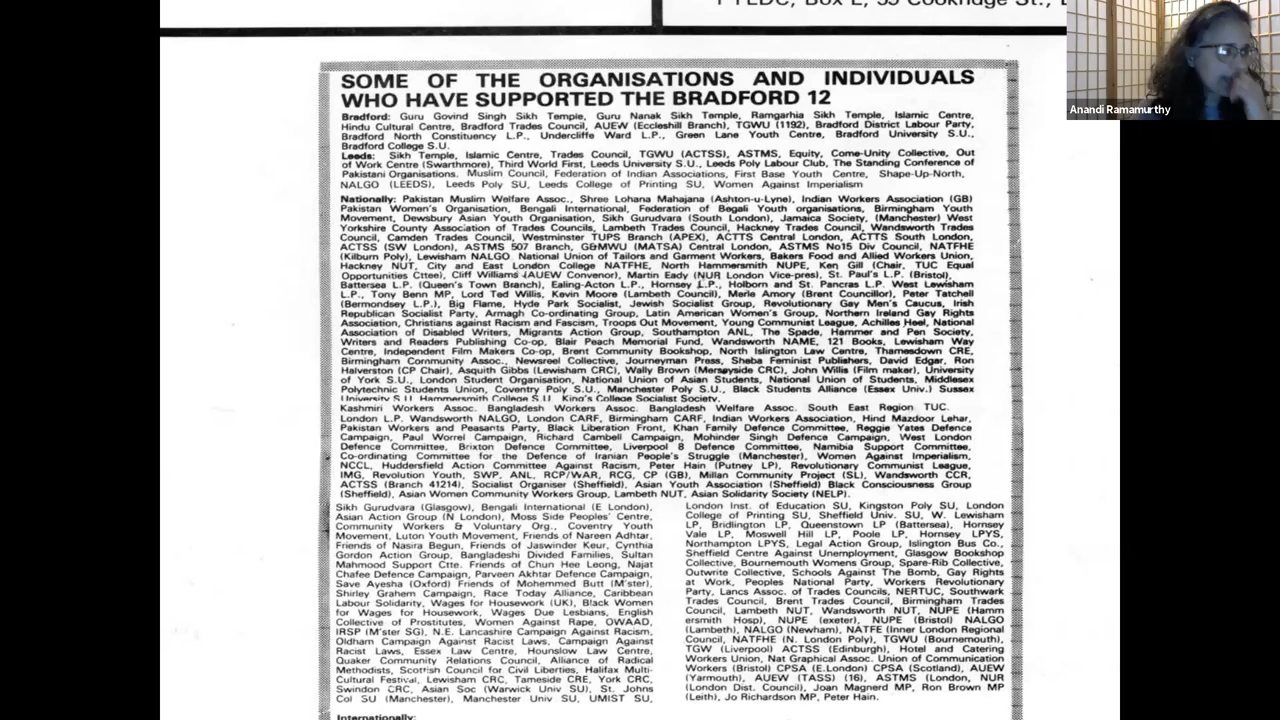 SOME OF THE ORGANISATIONS AND INDIVIDUALS
WHO HAVE SUPPORTED THE BRADFORD 12
Anandi Ramamurthy
Bradford: Guru Govind Singh Sikh Temple, Guru Nanak Sikh Temple, Ramgarhia Sikh Temple, Islamic Centre,
Hindu Cultural Centre, Bradford Trades Council, AUEW (Eccleshill Branch), TGWU (1192), Bradford District Labour Party,
Bradford North Constituency L.P., Undercliffe Ward L.P., Green Lane Youth Centre, Bradford University S.U.,
Bradford College S.U.
Leeds: Sikh Temple, Islamic Centre, Trades Council, TGWU (ACTSS), ASTMS, Equity, Come-Unity Collective, Out
of Work Centre (Swarthmore), Third World First, Leeds University S.U., Leeds Poly Labour Club, The Standing Conference of
Pakistani Organisations. Muslim Council, Federation of Indian Associations, First Base Youth Centre, Shape-Up-North,
NALGO (LEEDS), Leeds Poly SU, Leeds College of Printing SU, Women Against Imperialism
Nationally: Pakistan Muslim Welfare Assoc., Shree Lohana Mahajana (Ashton-u-Lyne), Indian Workers Association (GB)
Pakistan Women's Organisation, Bengali International, Federation of Begali Youth organisations, Birmingham Youth
Movement, Dewsbury Asian Youth Organisation, Sikh Gurudvara (South London), Jamaica Society, (Manchester) West
Yorkshire County Association of Trades Councils, Lambeth Trades Council, Hackney Trades Council, Wandsworth Trades
Council, Camden Trades Council, Westminster TUPS Branch (APEX), ACTTS Central London, ACTTS South London,
ACTSS (SW London), ASTMS 507 Branch, G&MWU (MATSA) Central London, ASTMS No15 Div Council, NATFHE
(Kilburn Poly), Lewisham NALGO National Union of Tailors and Garment Workers, Bakers Food and Allied Workers Union,
Hackney NUT, City and East London College NATFHE, North Hammersmith NUPE, Ken Gill (Chair, TUC Equal
Opportunities Cttee), Cliff Williams (AUEW Convenor), Martin Eady (NUR London Vice-pres), St. Paul's L.P. (Bristol),
Battersea L.P. (Queen's Town Branch), Ealing-Acton L.P., Hornsey L.P., Holborn and St. Pancras L.P. West Lewisham
L.P., Tony Benn MP, Lord Ted Willis, Kevin Moore (Lambeth Council), Merle Amory (Brent Councillor), Peter Tatchell
(Bermondsey L.P.), Big Flame, Hyde Park Socialist, Jewish Socialist Group, Revolutionary Gay Men's Caucus, Irish
Republican Socialist Party, Armagh Co-ordinating Group, Latin American Women's Group, Northern Ireland Gay Rights
Association, Christians against Racism and Fascism, Troops Out Movement, Young Communist League, Achilles Heel, National
Association of Disabled Writers, Migrants Action Group, Southampton ANL, The Spade, Hammer and Pen Society,
Writers and Readers Publishing Co-op, Blair Peach Memorial Fund, Wandsworth NAME, 121 Books, Lewisham Way
Centre, Independent Film Makers Co-op, Brent Community Bookshop, North Islington Law Centre, Thamesdown CRE,
Birmingham Community Assoc., Newsreel Collective, Journeyman Press, Sheba Feminist Publishers, David Edgar, Ron
Halverston (CP Chair), Asquith Gibbs (Lewisham CRC), Wally Brown (Merseyside CRC), John Willis (Film maker), University
of York S.U., London Student Organisation, National Union of Asian Students, National Union of Students, Middlesex
Polytechnic Students Union, Coventry Poly S.U., Manchester Poly S.U., Black Students Alliance (Essex Univ.) Sussex
University S.U. Hammersmith College S.U. King's College Socialist Society.
Kashmiri Workers Assoc. Bangladesh Workers Assoc. Bangladesh Welfare Assoc. South East Region TUC.
London L.P. Wandsworth NALGO, London CARF, Birmingham CARF, Indian Workers Association, Hind Mazdoor Lehar,
Pakistan Workers and Peasants Party, Black Liberation Front, Khan Family Defence Committee, Reggie Yates Defence
Campaign, Paul Worrel Campaign, Richard Cambell Campaign, Mohinder Singh Defence Campaign, West London
Defence Committee, Brixton Defence Committee, Liverpool 8 Defence Committee, Namibia Support Committee,
Co-ordinating Committee for the Defence of Iranian People's Struggle (Manchester), Women Against Imperialism,
NCCL, Huddersfield Action Committee Against Racism, Peter Hain (Putney LP), Revolutionary Communist League,
IMG, Revolution Youth, SWP, ANL, RCP/WAR, RCG, CP (GB), Millan Community Project (SL), Wandsworth CCR,
ACTSS (Branch 41214), Socialist Organiser (Sheffield), Asian Youth Association (Sheffield) Black Consciousness Group
(Sheffield), Asian Women Community Workers Group, Lambeth NUT, Asian Solidarity Society (NELP).
Sikh Gurudvara (Glasgow), Bengali International (E London),
Asian Action Group (N London), Moss Side Peoples' Centre,
Community Workers & Voluntary Org., Coventry Youth
Movement, Luton Youth Movement, Friends of Nareen Adhtar,
Friends of Nasira Begun, Friends of Jaswinder Keur, Cynthia
Gordon Action Group, Bangladeshi Divided Families, Sultan
Mahmood Support Ctte. Friends of Chun Hee Leong, Najat
Chafee Defence Campaign, Parveen Akhtar Defence Campaign,
Save Ayesha (Oxford) Friends of Mohemmed Butt (M'ster),
Shirley Graham Campaign, Race Today Alliance, Caribbean
Labour Solidarity, Wages for Housework (UK), Black Women
for Wages for Housework, Wages Due Lesbians, English
Collective of Prostitutes, Women Against Rape, OWAAD,
IRSP (M'ster SG), N.E. Lancashire Campaign Against Racism,
Oldham Campaign Against Racist Laws, Campaign Against
Racist Laws, Essex Law Centre, Hounslow Law Centre,
Quaker Community Relations Council, Alliance of Radical
Methodists, Scottish Council for Civil Liberties, Halifax Multi-
Cultural Festival, Lewisham CRC, Tameside CRE, York CRC,
Swindon CRC, Asian Soc (Warwick Univ SU), St. Johns
Col SU (Manchester), Manchester Univ SU, UMIST SU,
London Inst. of Education SU, Kingston Poly SU, London
College of Printing SU, Sheffield Univ. SU, W. Lewisham
LP, Bridlington LP, Queenstown LP (Battersea), Hornsey
Vale LP, Moswell Hill LP, Poole LP, Hornsey LPYS,
Northampton LPYS, Legal Action Group, Islington Bus Co.,
Sheffield Centre Against Unemployment, Glasgow Bookshop
Collective, Bournemouth Womens Group, Spare-Rib Collective,
Outwrite Collective, Schools Against The Bomb, Gay Rights
at Work, Peoples National Party, Workers Revolutionary
Party, Lancs Assoc. of Trades Councils, NERTUC, Southwark
Trades Council, Brent Trades Council, Birmingham Trades
Council, Lambeth NUT, Wandsworth NUT, NUPE (Hamm
ersmith Hosp), NUPE (exeter), NUPE (Bristol) NALGO
(Lambeth), NALGO (Newham), NATFE (Inner London Regional
Council, NATFHE (N. London Poly), TGWU (Bournemouth),
TGW (Liverpool) ACTSS (Edinburgh), Hotel and Catering
Workers Union, Nat Graphical Assoc. Union of Communication
Workers (Bristol) CPSA (E.London) CPSA (Scotland), AUEW
(Yarmouth), AUEW (TASS) (16), ASTMS (London, NUR
(London Dist. Council), Joan Magnerd MP, Ron Brown MP
(Leith), Jo Richardson MP, Peter Hain.
Internationally: